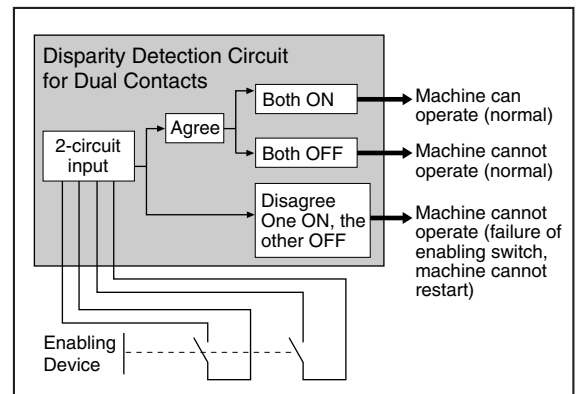 Disparity Detection Circuit
for Dual Contacts
2-circuit
input
Agree
Both ON
Both OFF
Disagree
One ON, the
other OFF
Machine can
operate (normal)
Machine cannot
operate (normal)
Machine cannot
operate (failure of
enabling switch,
machine cannot
restart)
Enabling
Device